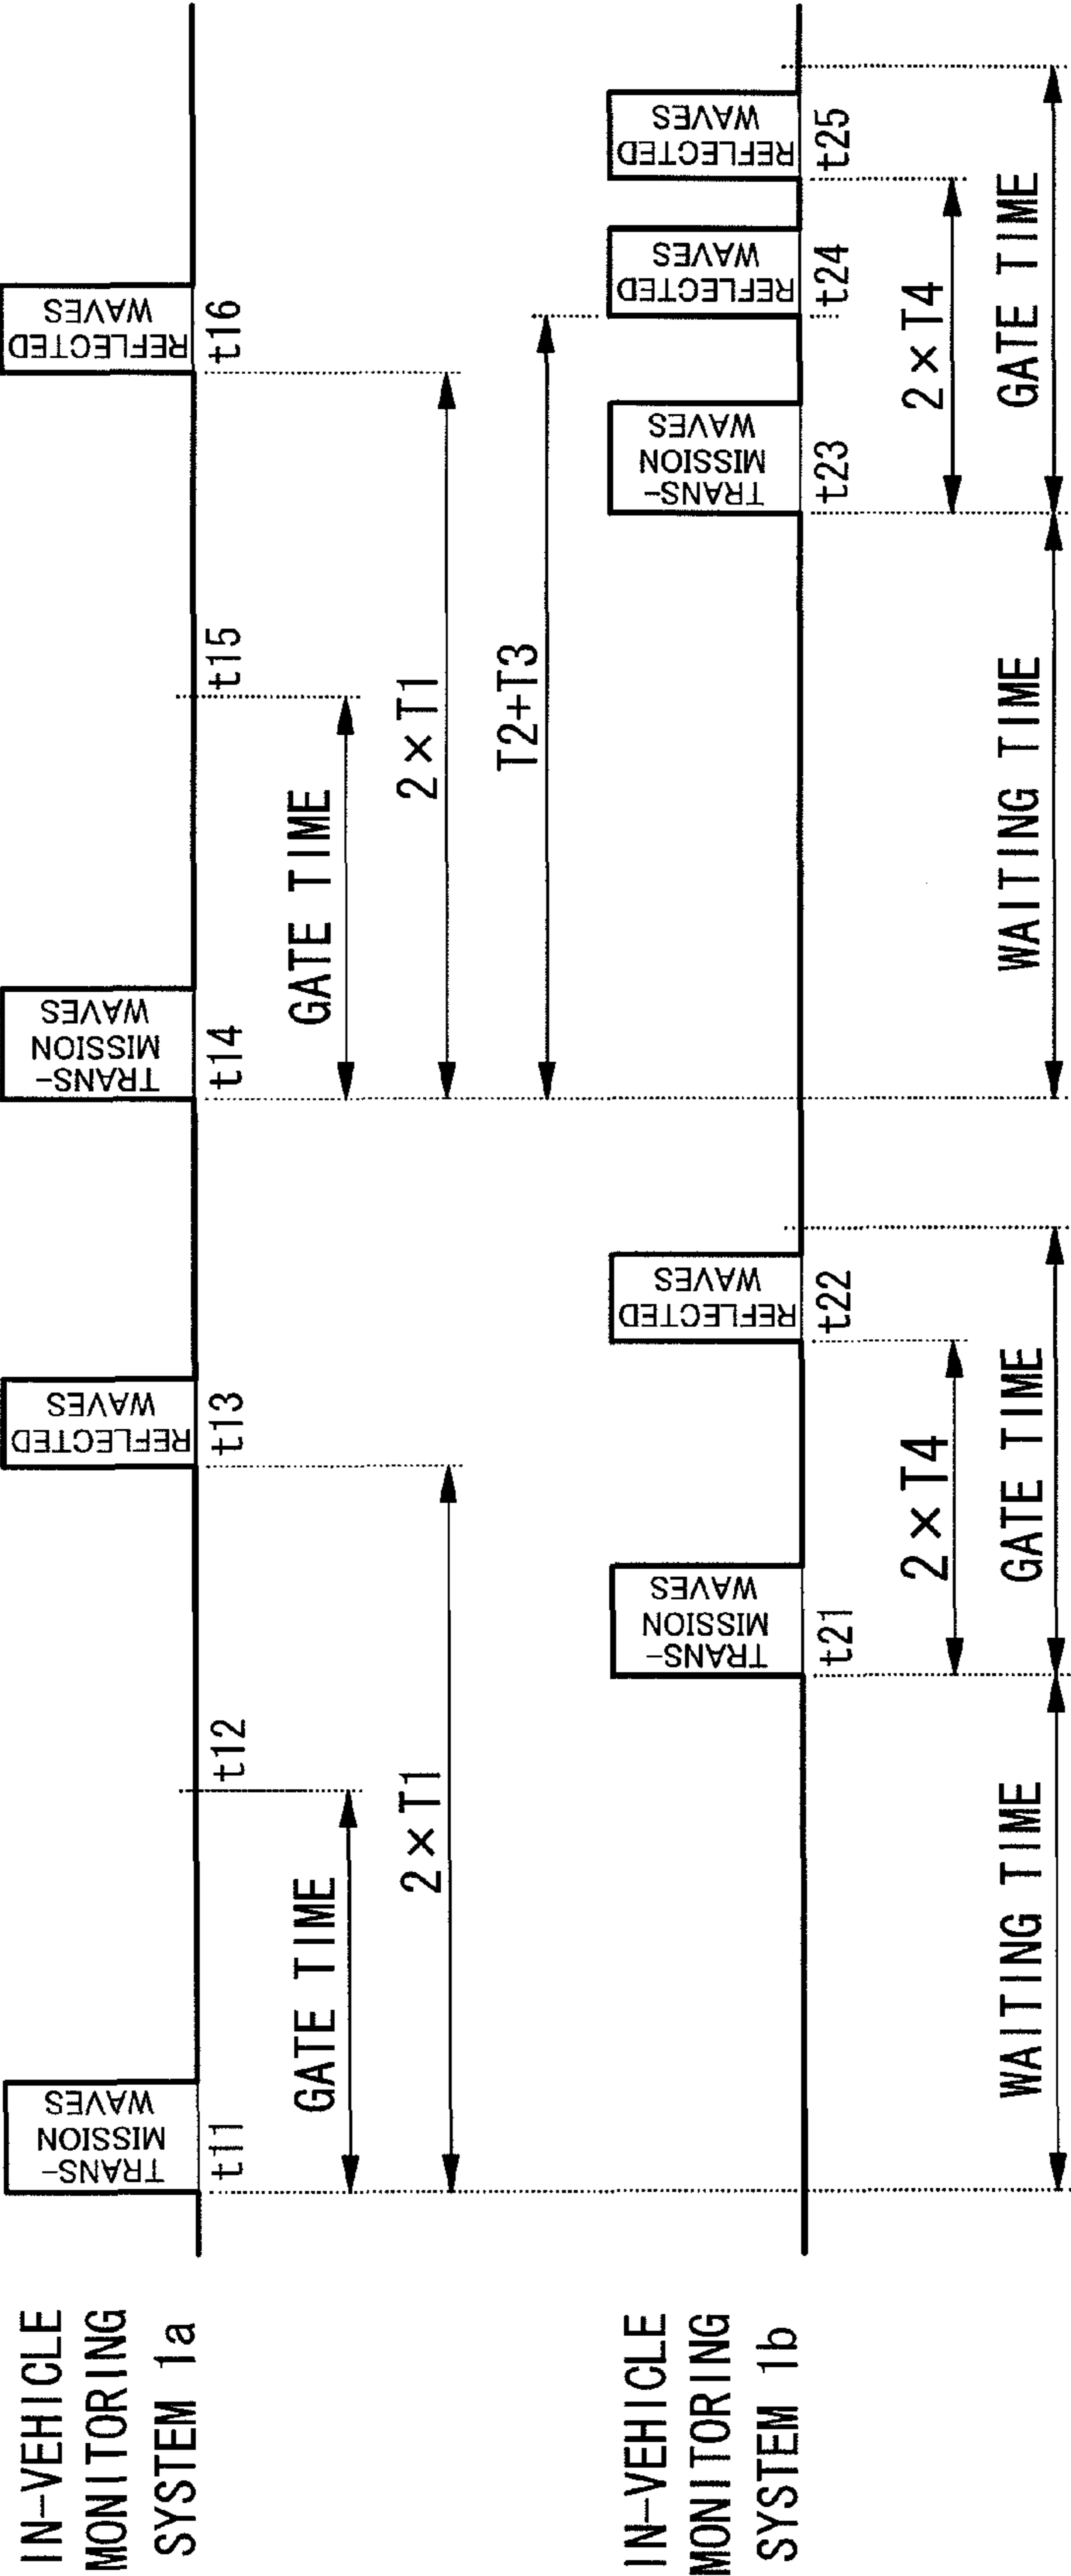 IN-VEHICLE
MONITORING
SYSTEM 1a
TRANS-
MISSION
WAVES
REFLECTED
WAVES
TRANS-
MISSION
WAVES
REFLECTED
WAVES
t11
t12
t13
t14
t15
t16
GATE TIME
GATE TIME
2×T1
2×T1
T2+T3
IN-VEHICLE
MONITORING
SYSTEM 1b
TRANS-
MISSION
WAVES
REFLECTED
WAVES
TRANS-
MISSION
WAVES
REFLECTED
WAVES
REFLECTED
WAVES
t21
t22
t23
t24
t25
2×T4
2×T4
WAITING TIME
GATE TIME
WAITING TIME
GATE TIME